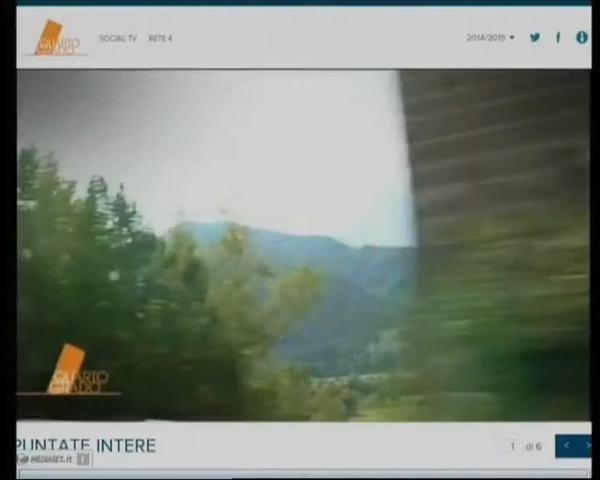 QUARTO
GRADO
SOCIAL TV RETE 4
2014/2015
QUARTO
GRADO
PUNTATE INTERE
1 di 6
MEDIASET.it